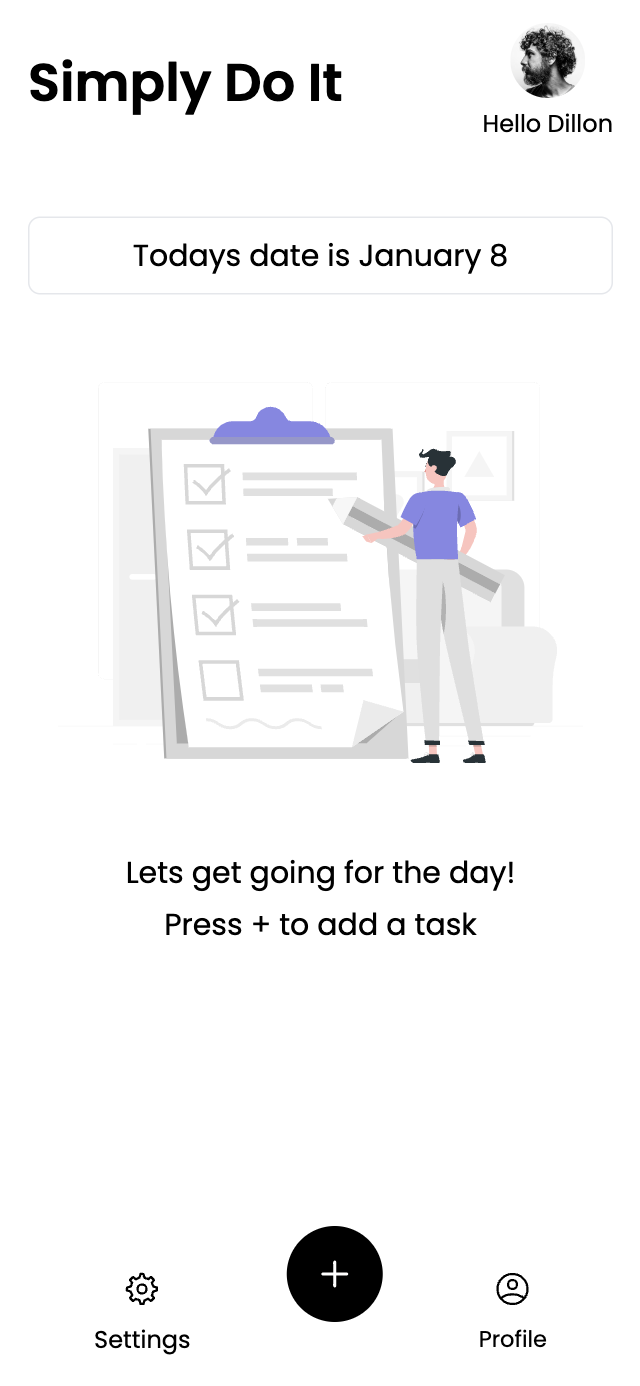 Simply Do It
Hello Dillon
Todays date is January 8
Lets get going for the day!
Press + to add a task
Settings
Profile